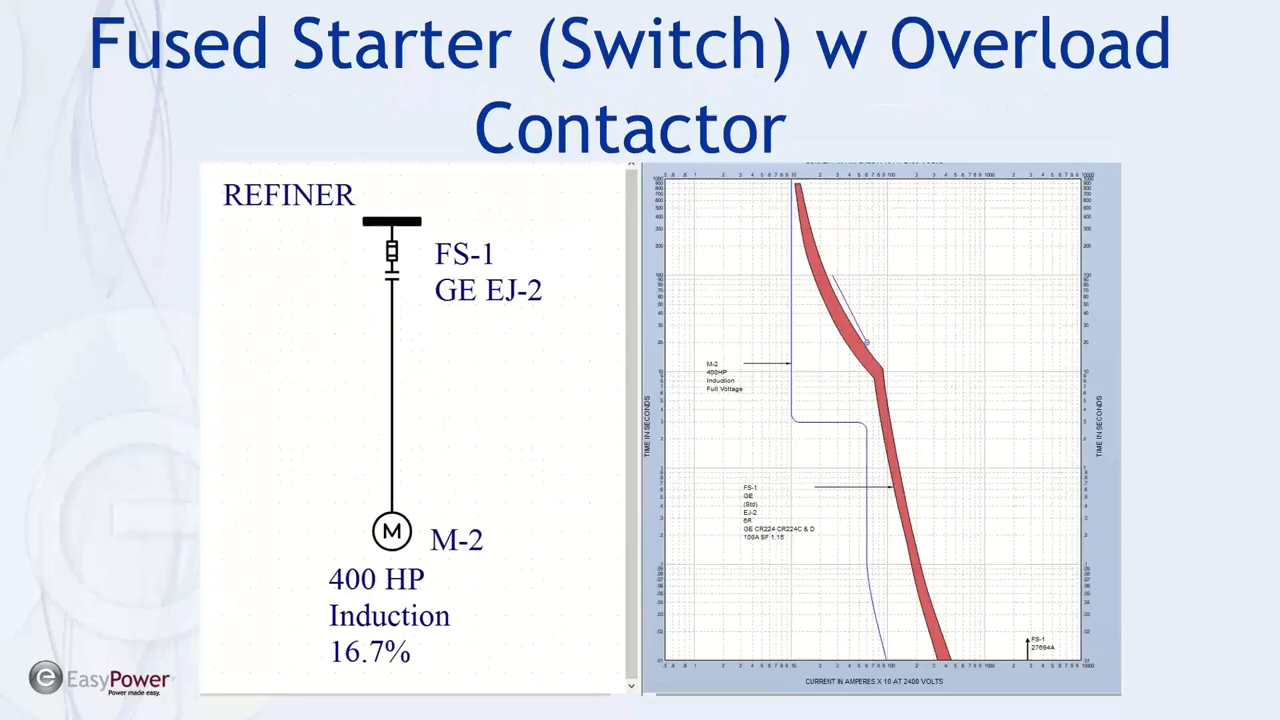 Fused Starter (Switch) w Overload
Contactor
REFINER
FS-1
GE EJ-2
M
M-2
400 HP
Induction
16.7%
M-2
400HP
Induction
Full Voltage
FS-1
GE
(Std)
EJ-2
6R
GE CR224 CR224C & D
100A SF 1.15
FS-1
27694A
TIME IN SECONDS
TIME IN SECONDS
CURRENT IN AMPERES X 10 AT 2400 VOLTS
e EasyPower
Power made easy.